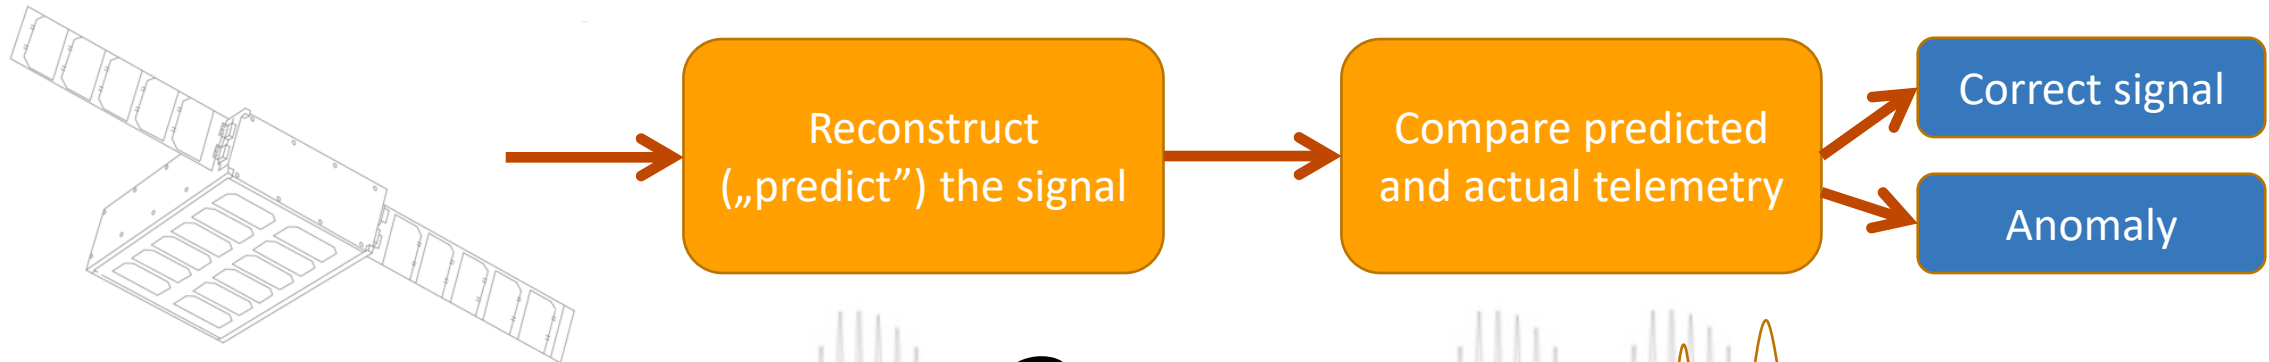 Reconstruct
(„predict”) the signal
Compare predicted
and actual telemetry
Correct signal
Anomaly